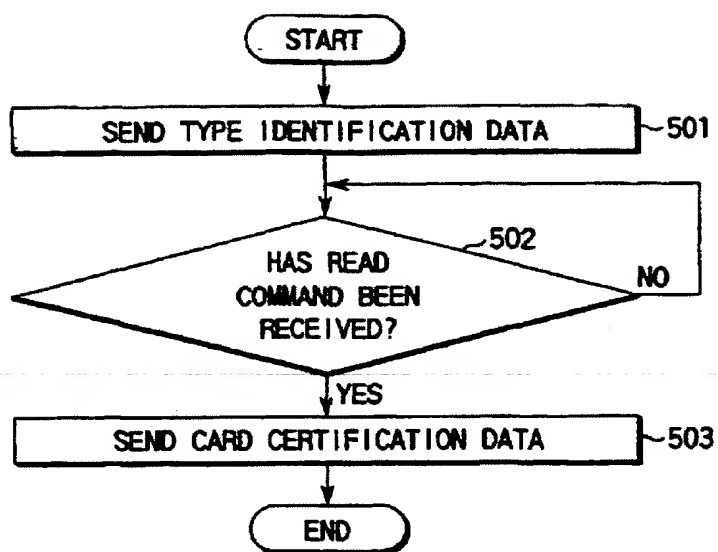 START
SEND TYPE IDENTIFICATION DATA
501
502
HAS READ
COMMAND BEEN
RECEIVED?
NO
YES
SEND CARD CERTIFICATION DATA
503
END